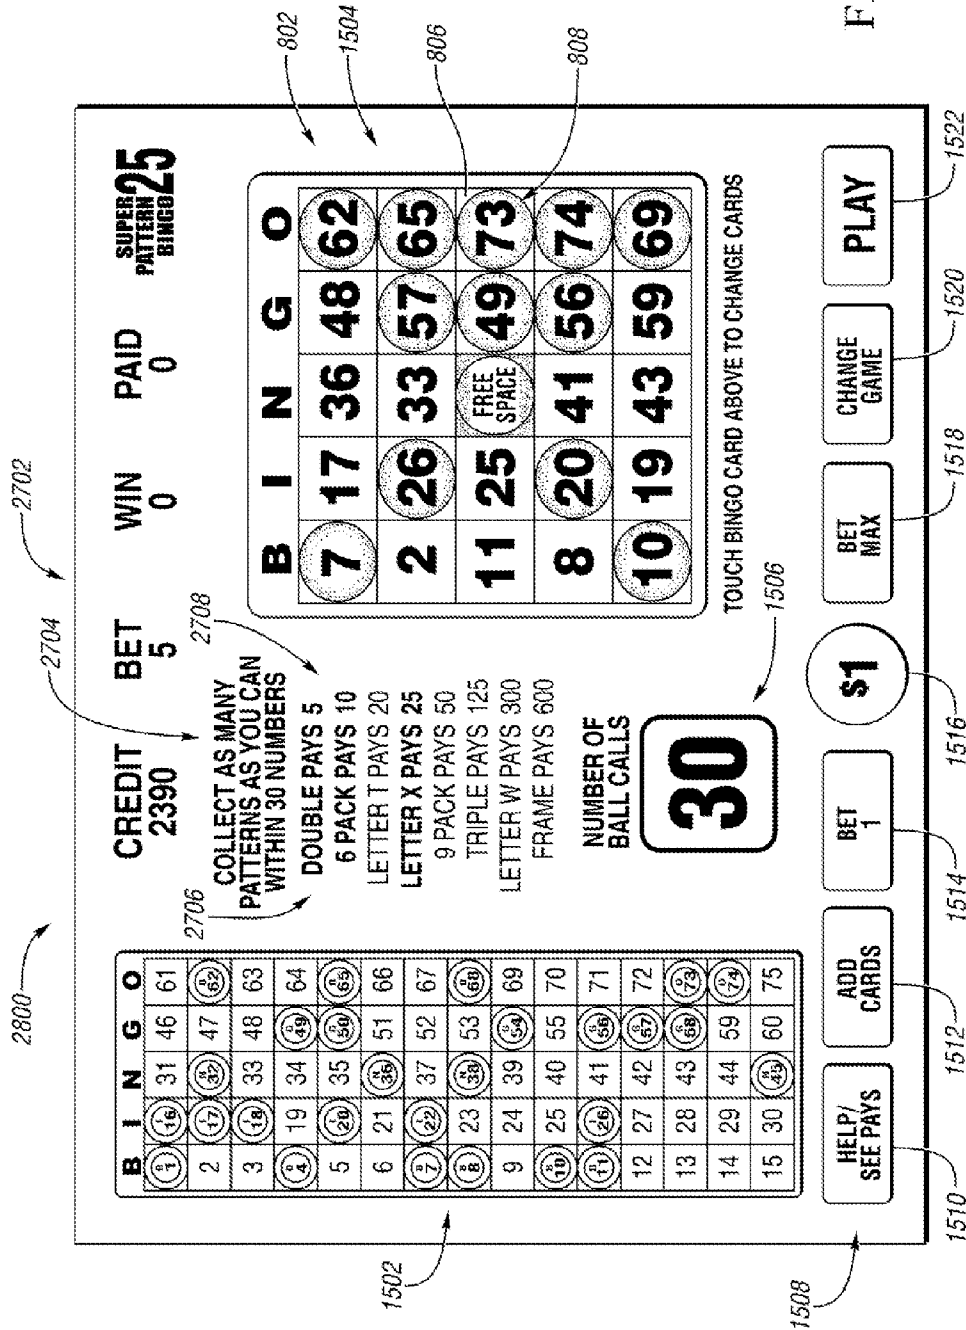 2800
2704
2702
CREDIT BET WIN PAID
2390 5 0 0
SUPER
PATTERN
BINGO 25
B I N G O
1 16 31 46 61
2 17 32 47 62
3 18 33 48 63
4 19 34 49 64
5 20 35 50 65
6 21 36 51 66
7 22 37 52 67
8 23 38 53 68
9 24 39 54 69
10 25 40 55 70
11 26 41 56 71
12 27 42 57 72
13 28 43 58 73
14 29 44 59 74
15 30 45 60 75
1502
COLLECT AS MANY
PATTERNS AS YOU CAN
WITHIN 30 NUMBERS
2706
2708
DOUBLE PAYS 5
6 PACK PAYS 10
LETTER T PAYS 20
LETTER X PAYS 25
9 PACK PAYS 50
TRIPLE PAYS 125
LETTER W PAYS 300
FRAME PAYS 600
NUMBER OF
BALL CALLS
30
1506
B I N G O
7 17 36 48 62
2 26 33 57 65
11 25 FREE SPACE 49 73
8 20 41 56 74
10 19 43 59 69
802
1504
806
808
TOUCH BINGO CARD ABOVE TO CHANGE CARDS
1508
HELP/
SEE PAYS
ADD
CARDS
BET
1
$1
BET
MAX
CHANGE
GAME
PLAY
1510
1512
1514
1516
1518
1520
1522